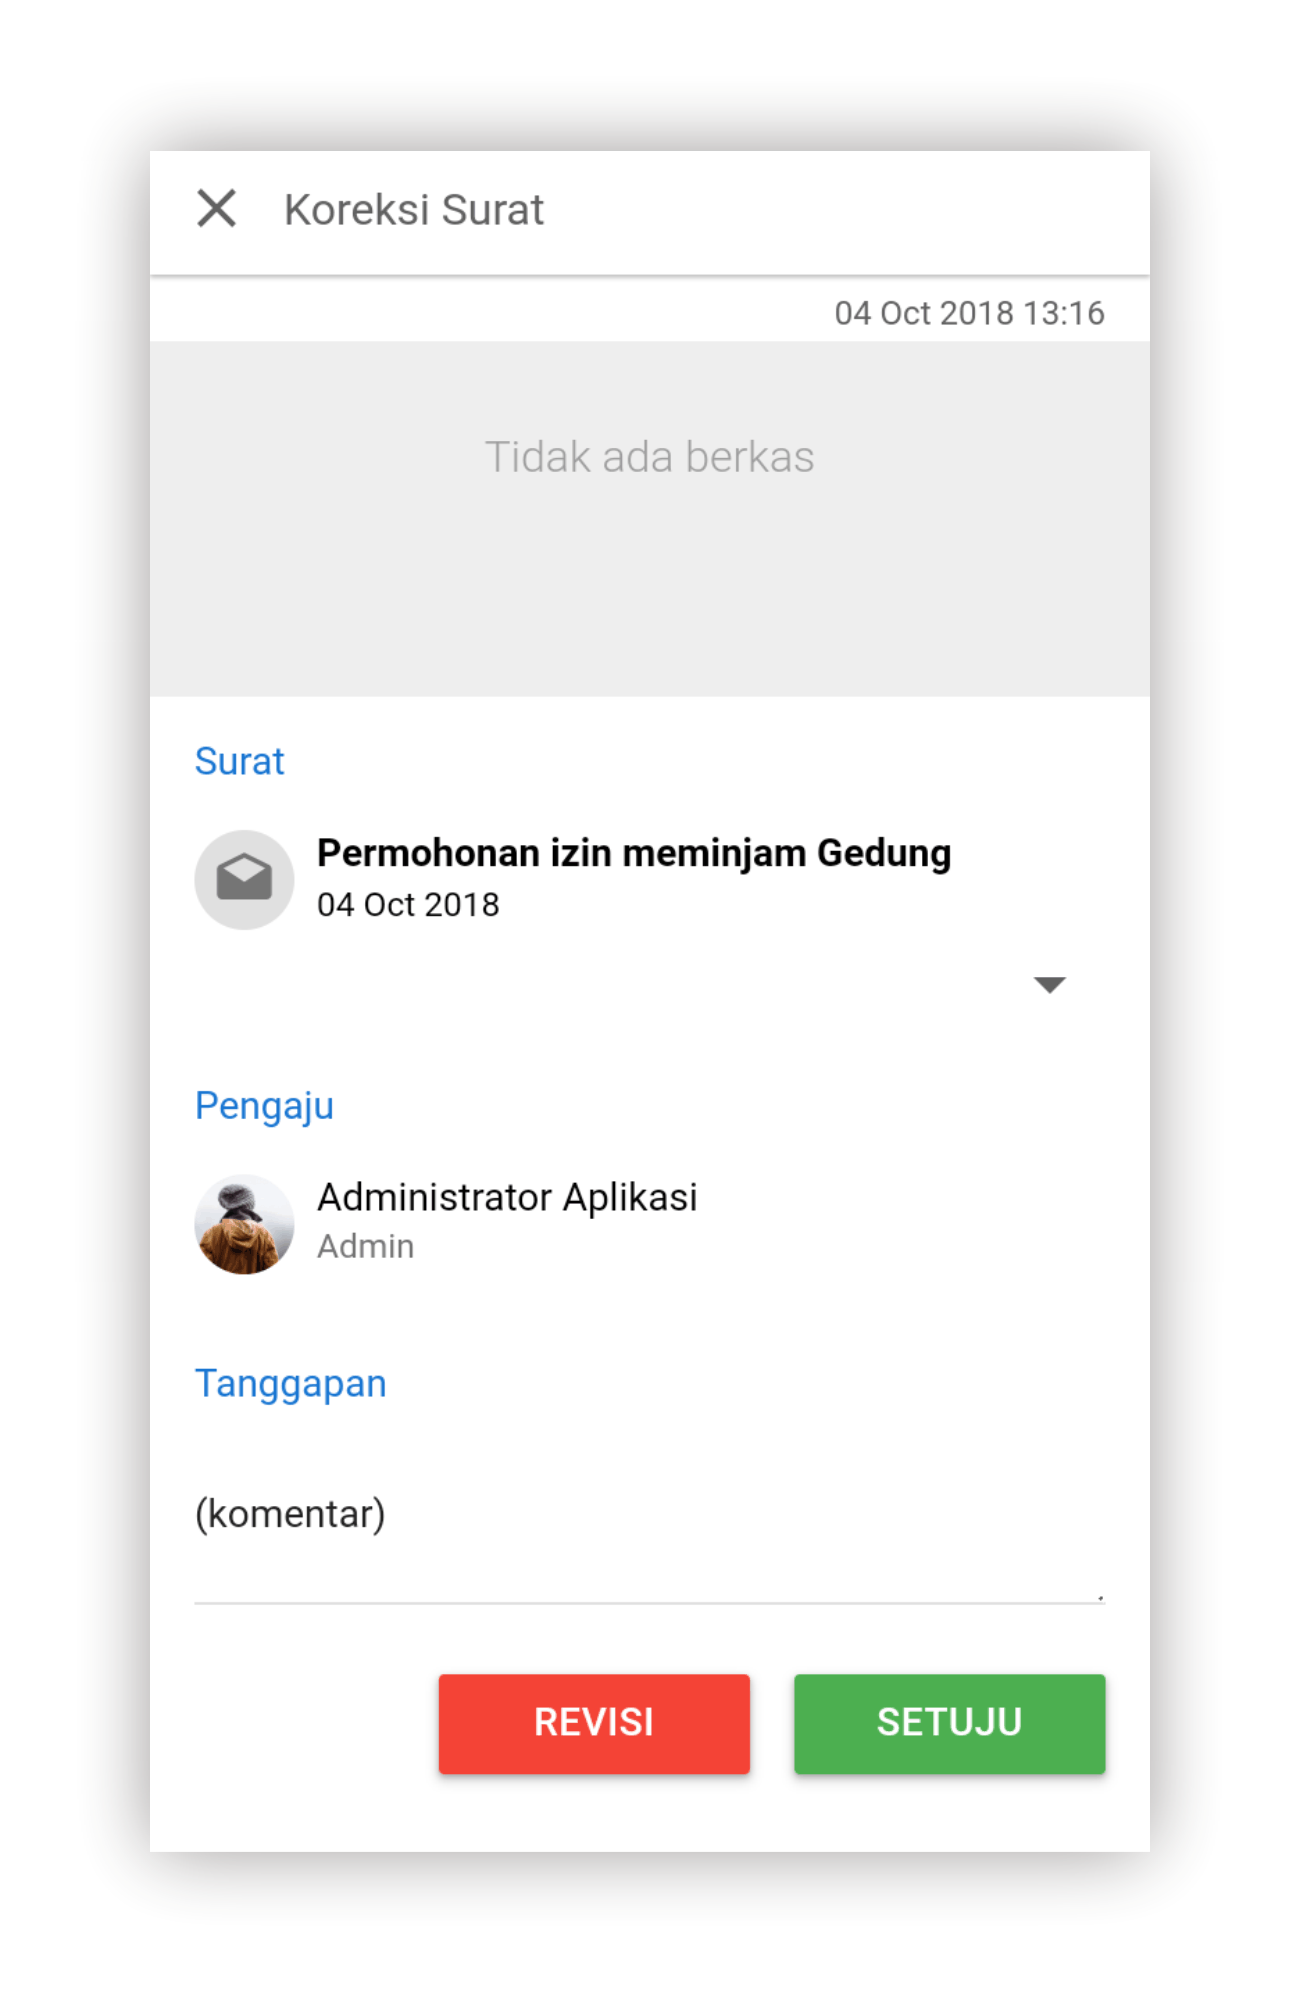 Koreksi Surat
04 Oct 2018 13:16
Tidak ada berkas
Surat
Permohonan izin meminjam Gedung
04 Oct 2018
Pengaju
Administrator Aplikasi
Admin
Tanggapan
(komentar)
REVISI
SETUJU